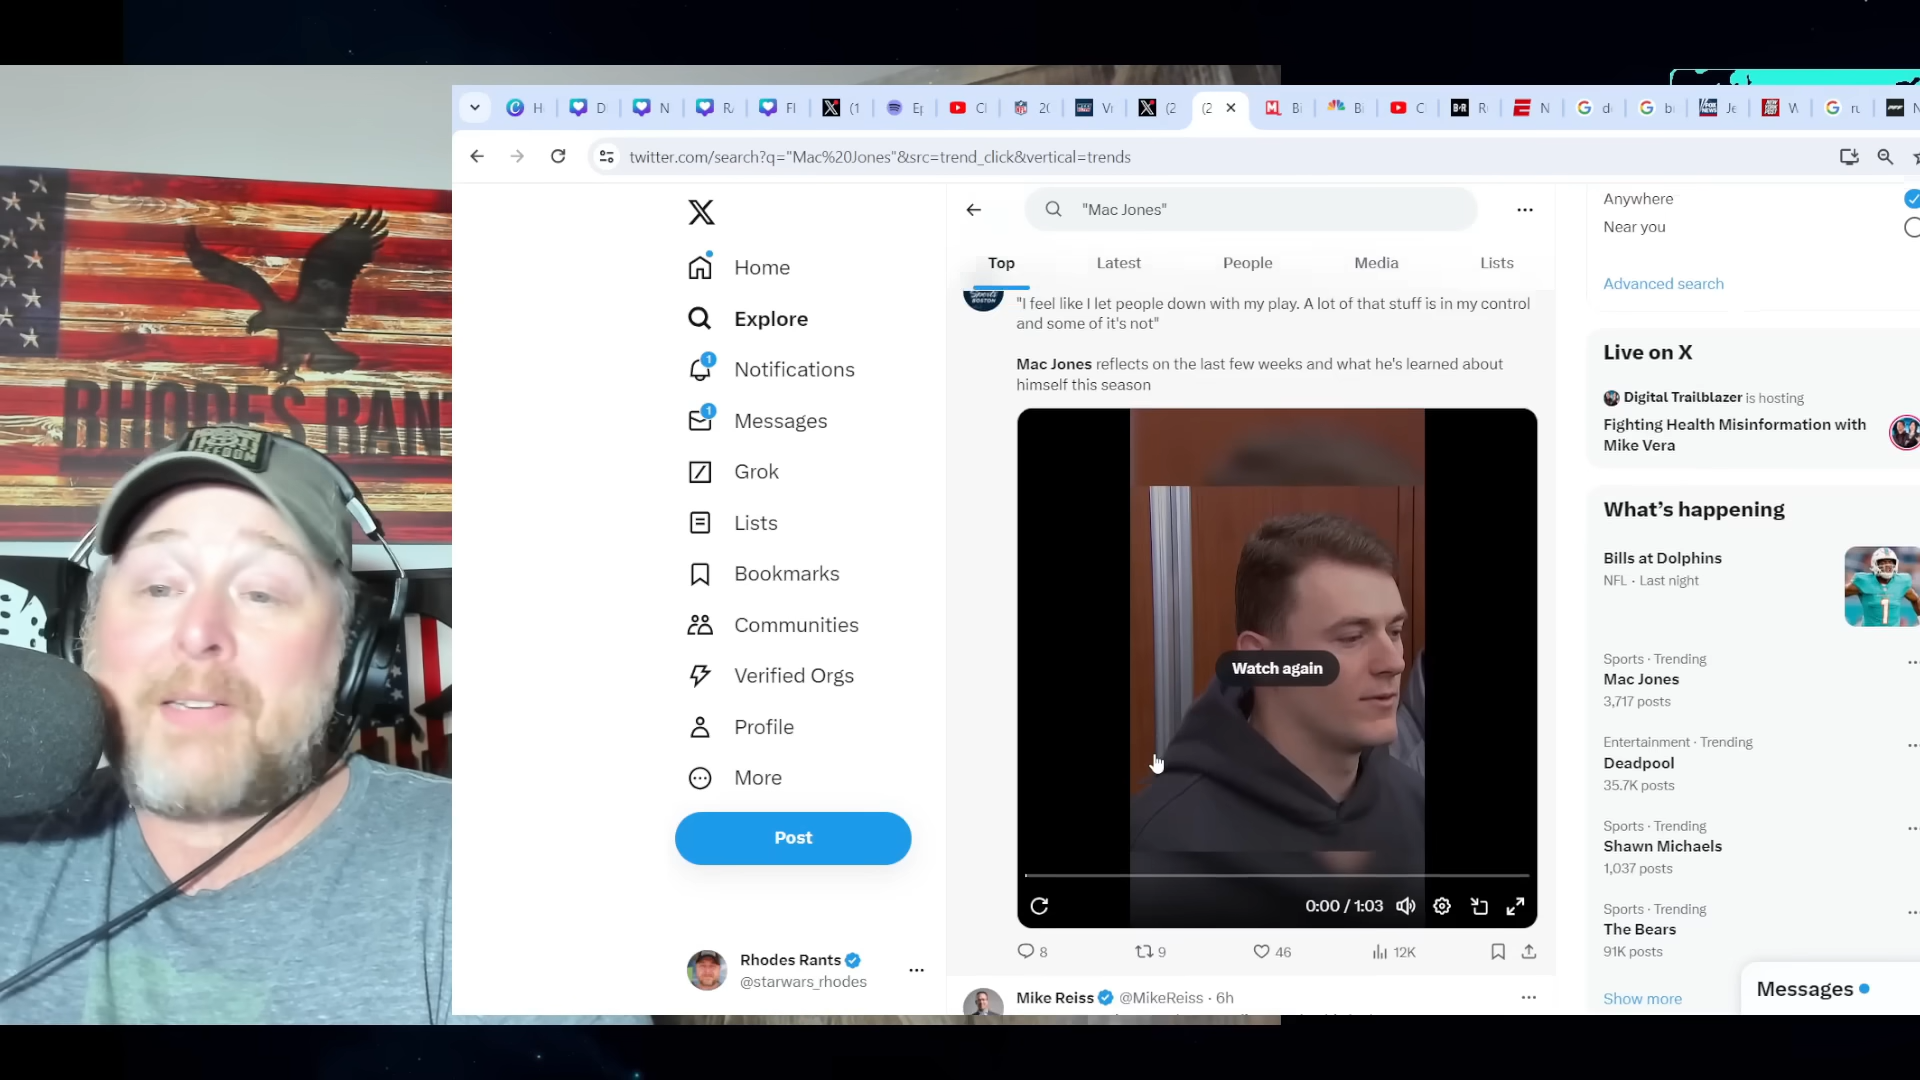 twitter.com/search?q="Mac%20Jones"&src=trend_click&vertical=trends
"Mac Jones"
Top
Latest
People
Media
Lists
Home
Explore
1
Notifications
1
Messages
Grok
Lists
Bookmarks
Communities
Verified Orgs
Profile
More
Post
Rhodes Rants
@starwars_rhodes
"I feel like I let people down with my play. A lot of that stuff is in my control
and some of it's not"
Mac Jones reflects on the last few weeks and what he's learned about
himself this season
Watch again
0:00 / 1:03
8
9
46
12K
Mike Reiss @MikeReiss · 6h
Anywhere
Near you
Advanced search
Live on X
Digital Trailblazer is hosting
Fighting Health Misinformation with
Mike Vera
What's happening
Bills at Dolphins
NFL · Last night
Sports · Trending
Mac Jones
3,717 posts
Entertainment · Trending
Deadpool
35.7K posts
Sports · Trending
Shawn Michaels
1,037 posts
Sports · Trending
The Bears
91K posts
Show more
Messages
RHODES RANT
FREEDOM